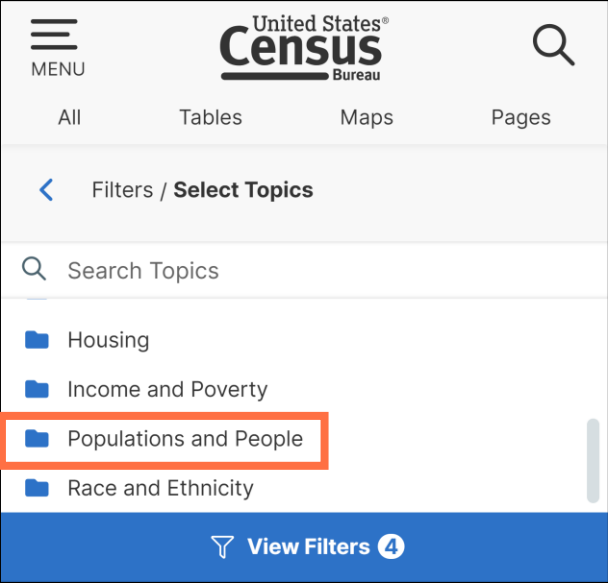 United States®
Census
Bureau
MENU
All Tables Maps Pages
Filters / Select Topics
Search Topics
Housing
Income and Poverty
Populations and People
Race and Ethnicity
View Filters 4